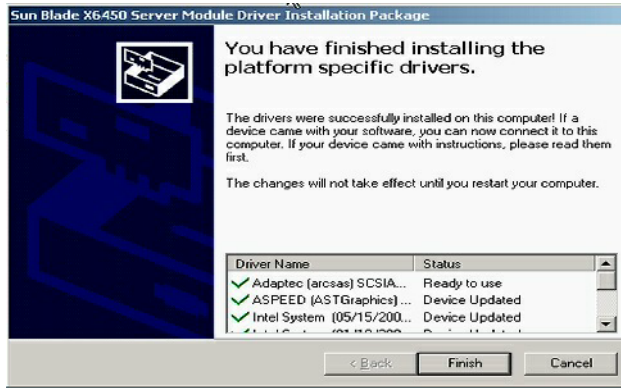 Sun Blade X6450 Server Module Driver Installation Package
You have finished installing the
platform specific drivers.
The drivers were successfully installed on this computer! If a
device came with your software, you can now connect it to this
computer. If your device came with instructions, please read them
first.
The changes will not take effect until you restart your computer.
Driver Name Status
Adaptec (arcsas) SCSIA... Ready to use
ASPEED (ASTGraphics) ... Device Updated
Intel System (05/15/200... Device Updated
< Back Finish Cancel